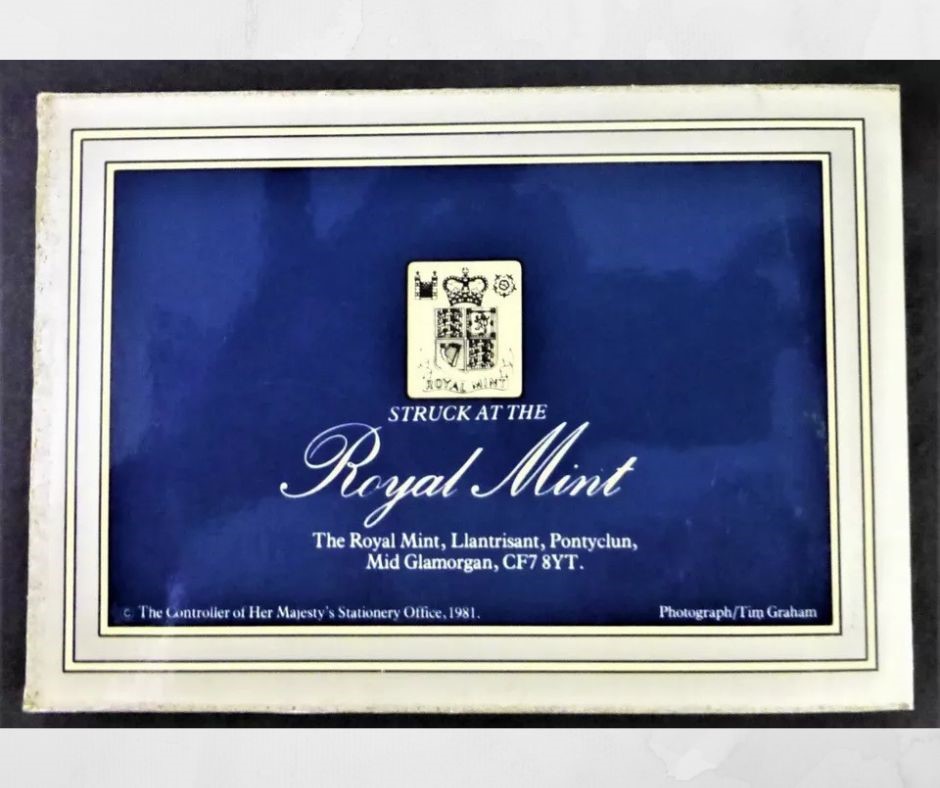 ROYAL MINT
STRUCK AT THE
Royal Mint
The Royal Mint, Llantrisant, Pontyclun,
Mid Glamorgan, CF7 8YT.
© The Controller of Her Majesty's Stationery Office, 1981.
Photograph/Tim Graham